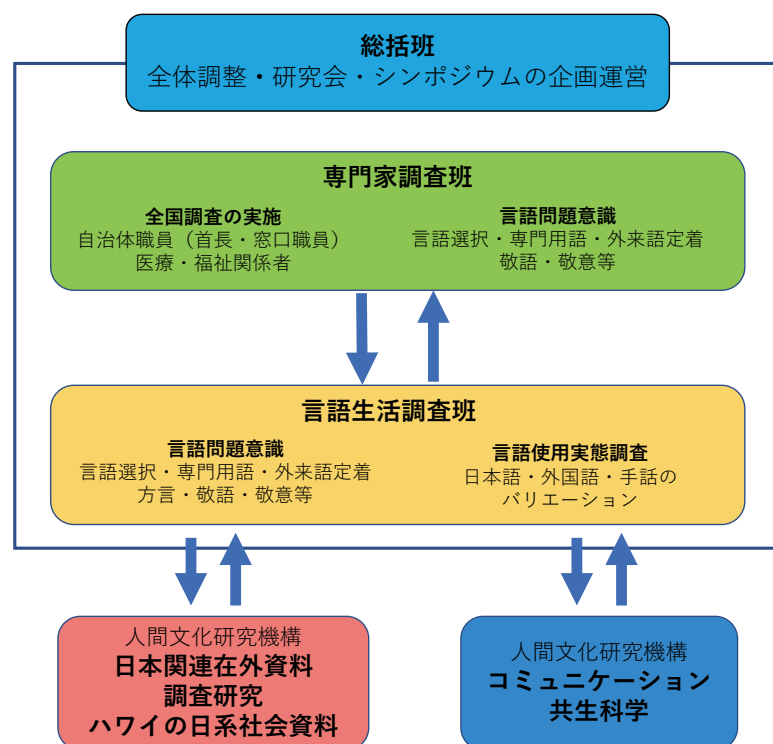 総括班
全体調整・研究会・シンポジウムの企画運営
専門家調査班
全国調査の実施
自治体職員（首長・窓口職員）
医療・福祉関係者
言語問題意識
言語選択・専門用語・外来語定着
敬語・敬意等
言語生活調査班
言語問題意識
言語選択・専門用語・外来語定着
方言・敬語・敬意等
言語使用実態調査
日本語・外国語・手話の
バリエーション
人間文化研究機構
日本関連在外資料
調査研究
ハワイの日系社会資料
人間文化研究機構
コミュニケーション
共生科学